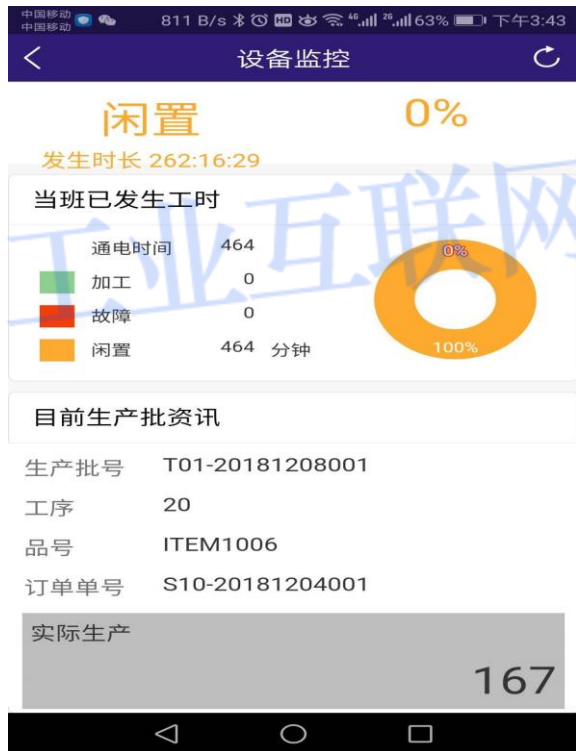 中国移动
中国移动
811 B/s HD 4G 2G 63% 下午3:43
设备监控
闲置 0%
发生时长 262:16:29
当班已发生工时
通电时间 464
加工 0
故障 0
闲置 464 分钟
0%
100%
工业互联网
目前生产批资讯
生产批号 T01-20181208001
工序 20
品号 ITEM1006
订单单号 S10-20181204001
实际生产
167